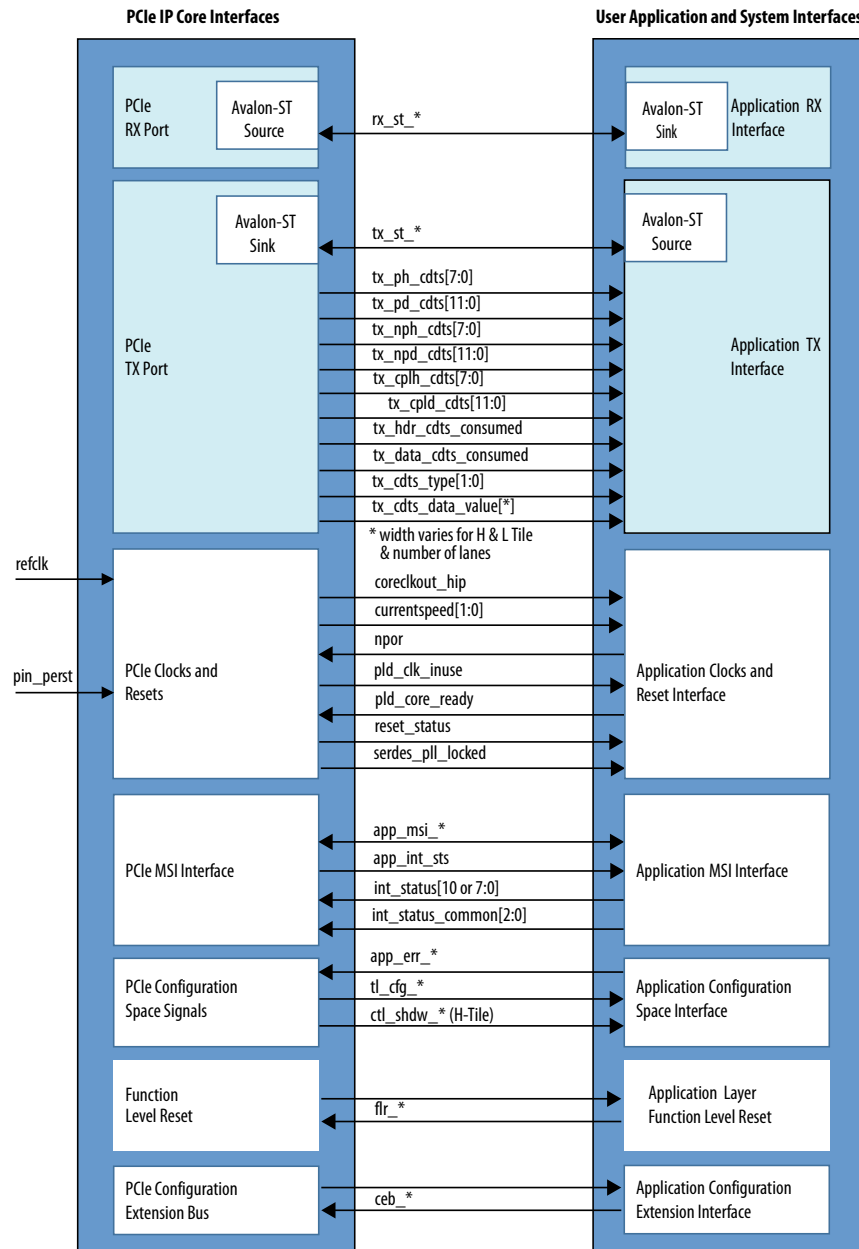 PCIe IP Core Interfaces
User Application and System Interfaces
PCIe
RX Port
Avalon-ST
Source
rx_st_*
Avalon-ST
Sink
Application RX
Interface
Avalon-ST
Sink
tx_st_*
Avalon-ST
Source
PCIe
TX Port
tx_ph_cdts[7:0]
tx_pd_cdts[11:0]
tx_nph_cdts[7:0]
tx_npd_cdts[11:0]
tx_cplh_cdts[7:0]
tx_cpld_cdts[11:0]
tx_hdr_cdts_consumed
tx_data_cdts_consumed
tx_cdts_type[1:0]
tx_cdts_data_value[*]
* width varies for H & L Tile
& number of lanes
Application TX
Interface
refclk
pin_perst
PCIe Clocks and
Resets
coreclkout_hip
currentspeed[1:0]
npor
pld_clk_inuse
pld_core_ready
reset_status
serdes_pll_locked
Application Clocks and
Reset Interface
PCIe MSI Interface
app_msi_*
app_int_sts
int_status[10 or 7:0]
int_status_common[2:0]
Application MSI Interface
PCIe Configuration
Space Signals
app_err_*
tl_cfg_*
ctl_shdw_* (H-Tile)
Application Configuration
Space Interface
Function
Level Reset
flr_*
Application Layer
Function Level Reset
PCIe Configuration
Extension Bus
ceb_*
Application Configuration
Extension Interface